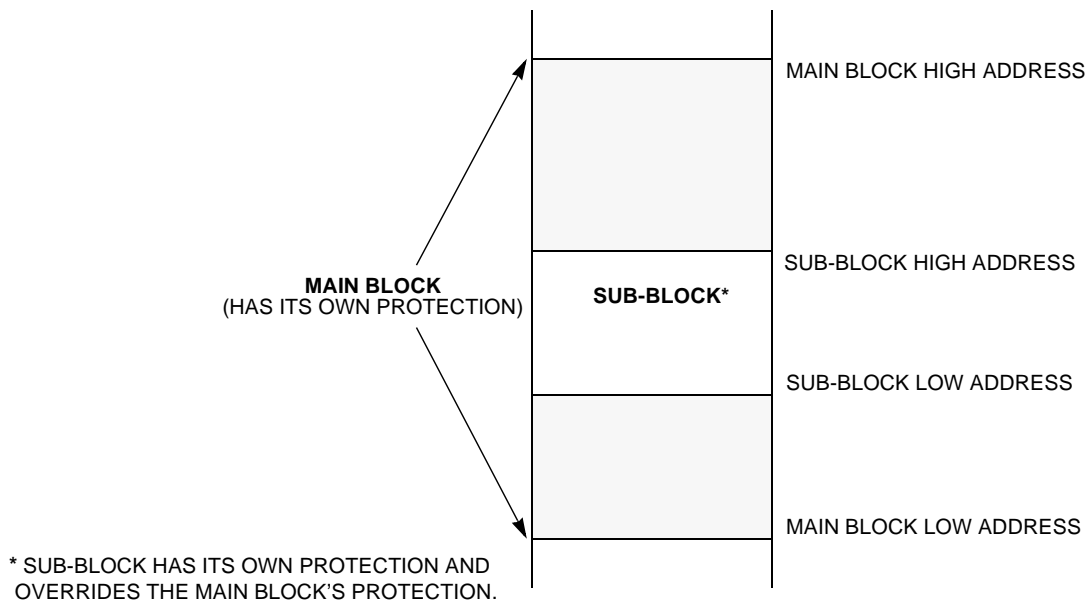 MAIN BLOCK HIGH ADDRESS
SUB-BLOCK HIGH ADDRESS
MAIN BLOCK
(HAS ITS OWN PROTECTION)
SUB-BLOCK*
SUB-BLOCK LOW ADDRESS
MAIN BLOCK LOW ADDRESS
* SUB-BLOCK HAS ITS OWN PROTECTION AND
OVERRIDES THE MAIN BLOCK'S PROTECTION.